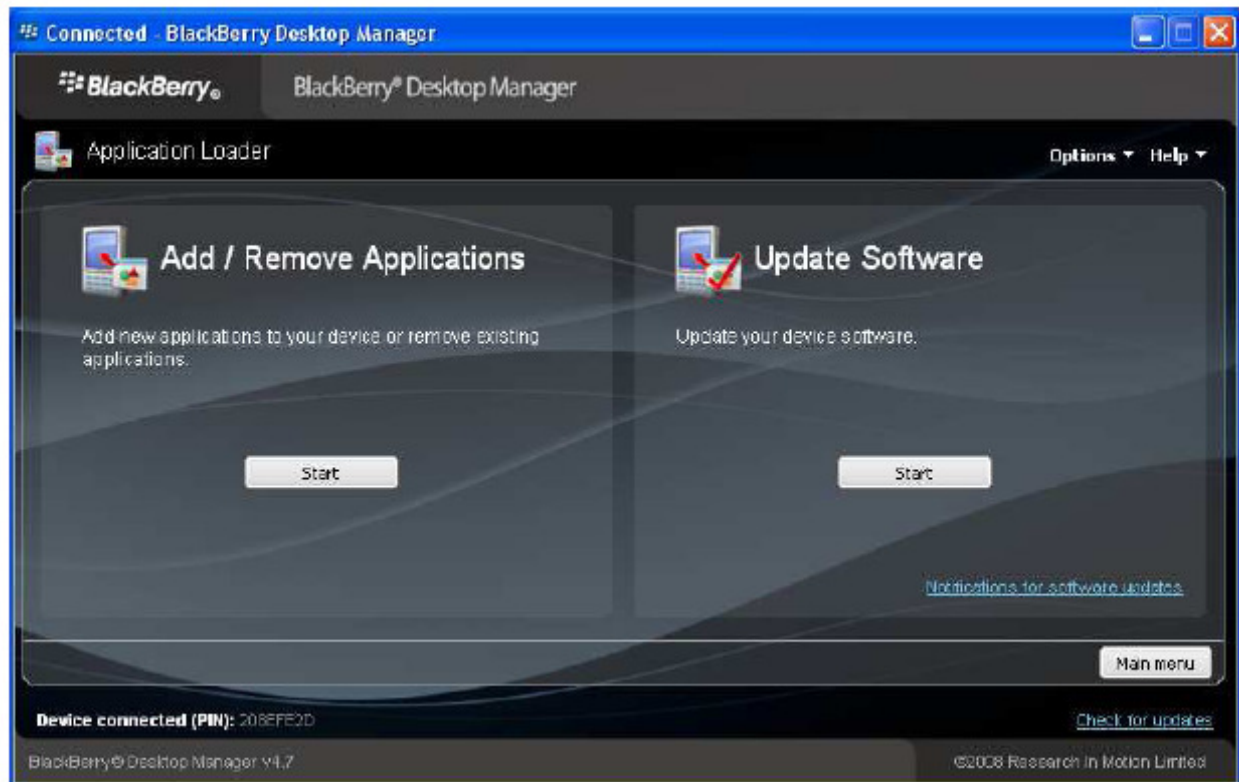 Connected - BlackBerry Desktop Manager
BlackBerry®
BlackBerry® Desktop Manager
Application Loader
Options
Help
Add / Remove Applications
Add new applications to your device or remove existing
applications.
Start
Update Software
Update your device software.
Start
Notifications for software updates
Main menu
Device connected (PIN): 208EFE2D
Check for updates
BlackBerry® Desktop Manager v4.7
©2008 Research In Motion Limited